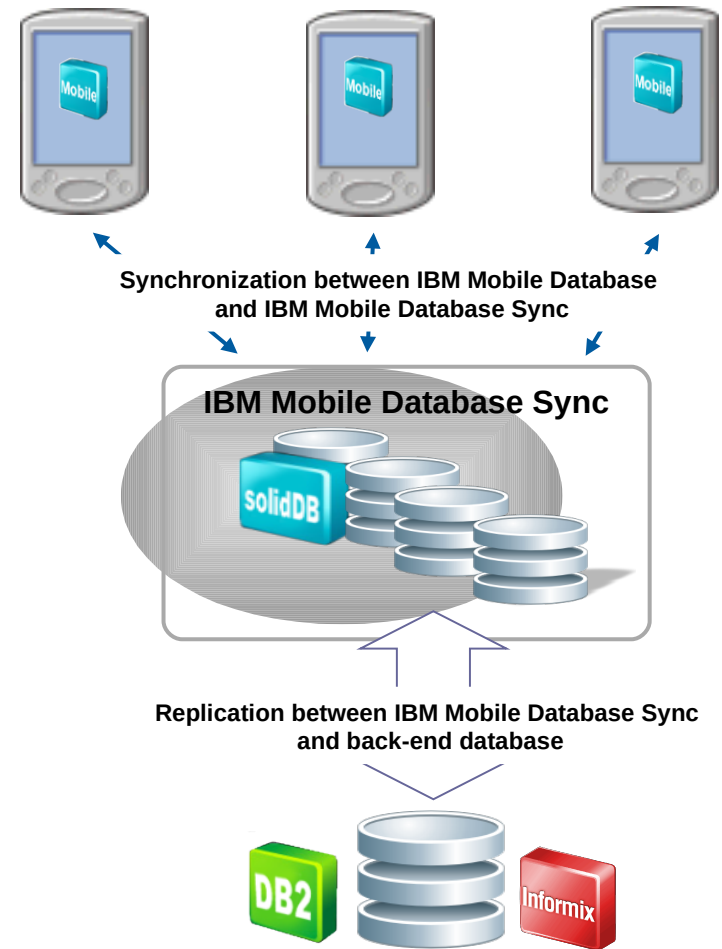 Mobile
Mobile
Mobile
Synchronization between IBM Mobile Database
and IBM Mobile Database Sync
IBM Mobile Database Sync
solidDB
Replication between IBM Mobile Database Sync
and back-end database
DB2
Informix